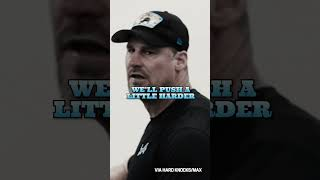 WE'LL PUSH A
LITTLE HARDER
VIA HARD KNOCKS/MAX